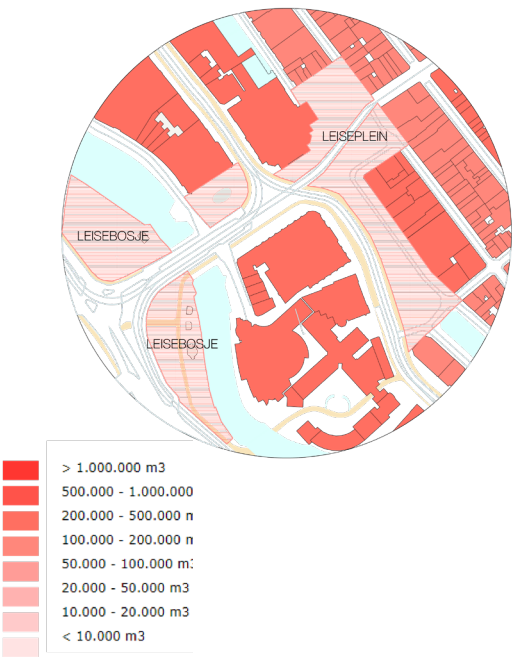 LEISEPLEIN
LEISEBOSJE
LEISEBOSJE
> 1.000.000 m3
500.000 - 1.000.000
200.000 - 500.000 m
100.000 - 200.000 m
50.000 - 100.000 m3
20.000 - 50.000 m3
10.000 - 20.000 m3
< 10.000 m3